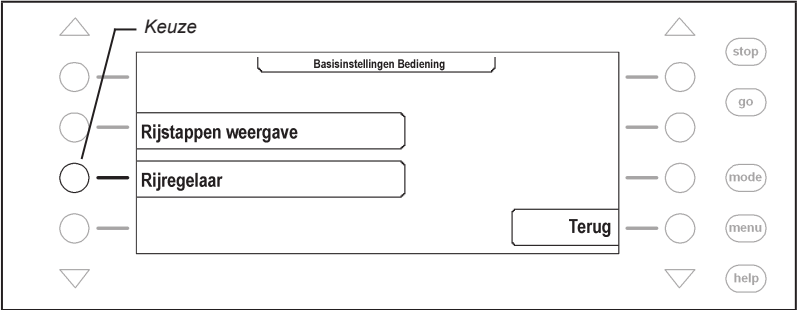 Keuze
Basisinstellingen Bediening
stop
go
Rijstappen weergave
Rijregelaar
mode
Terug
menu
help